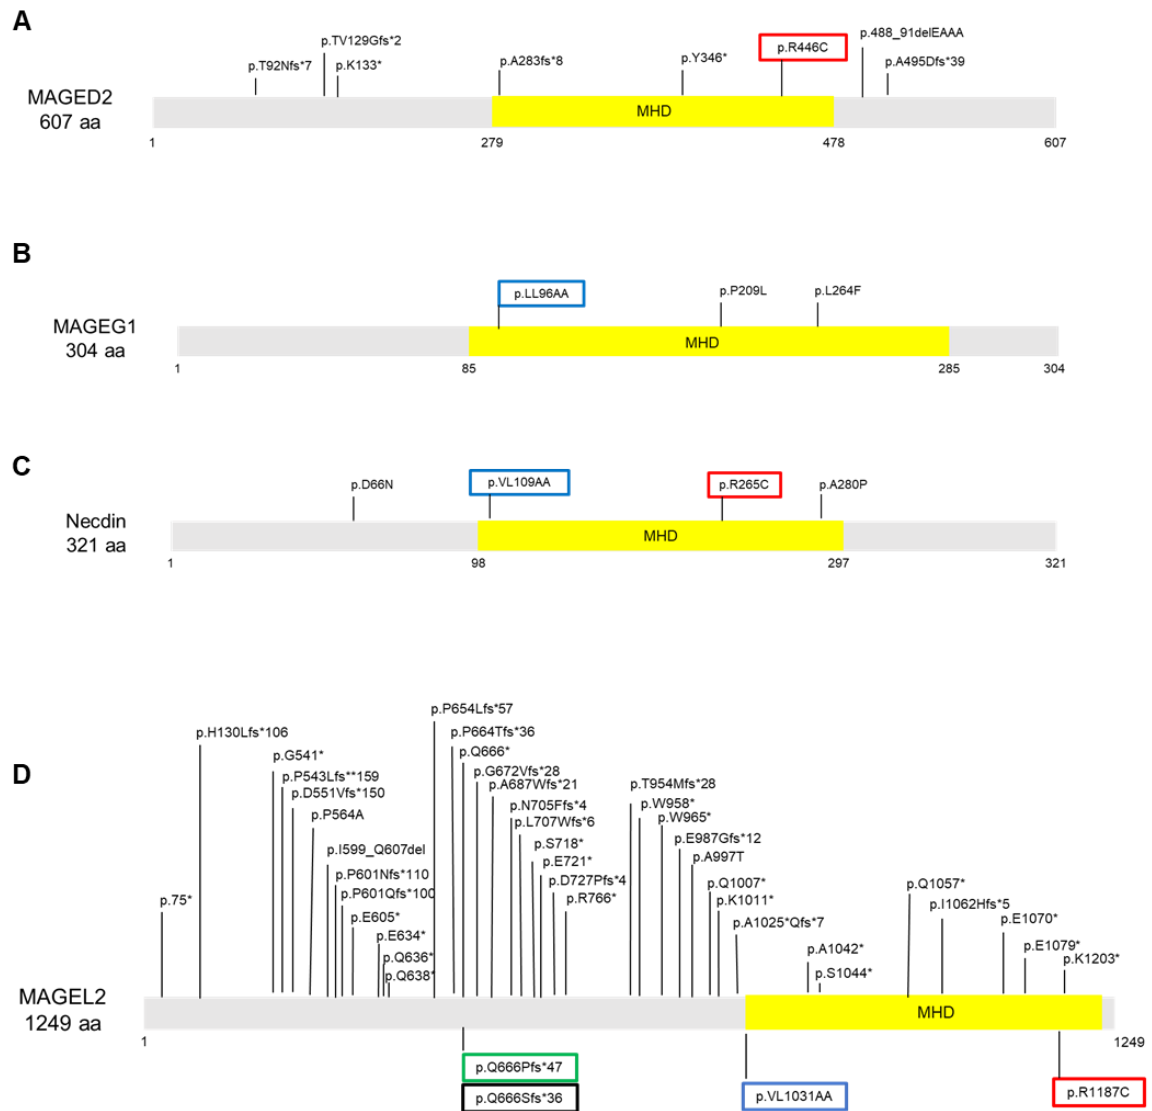 A
p.T92Nfs*7
p.TV129Gfs*2
p.K133*
p.A283fs*8
p.Y346*
p.R446C
p.488_91delEAAA
p.A495Dfs*39
MAGED2
607 aa
MHD
1
279
478
607
B
p.LL96AA
p.P209L
p.L264F
MAGEG1
304 aa
MHD
1
85
285
304
C
p.D66N
p.VL109AA
p.R265C
p.A280P
Necdin
321 aa
MHD
1
98
297
321
D
p.75*
p.H130Lfs*106
p.G541*
p.P543Lfs**159
p.D551Vfs*150
p.P564A
p.I599_Q607del
p.P601Nfs*110
p.P601Qfs*100
p.E605*
p.E634*
p.Q636*
p.Q638*
p.P654Lfs*57
p.P664Tfs*36
p.Q666*
p.G672Vfs*28
p.A687Wfs*21
p.N705Ffs*4
p.L707Wfs*6
p.S718*
p.E721*
p.D727Pfs*4
p.R766*
p.T954Mfs*28
p.W958*
p.W965*
p.E987Gfs*12
p.A997T
p.Q1007*
p.K1011*
p.A1025*Qfs*7
p.A1042*
p.S1044*
p.Q1057*
p.I1062Hfs*5
p.E1070*
p.E1079*
p.K1203*
MAGEL2
1249 aa
MHD
1
1249
p.Q666Pfs*47
p.Q666Sfs*36
p.VL1031AA
p.R1187C